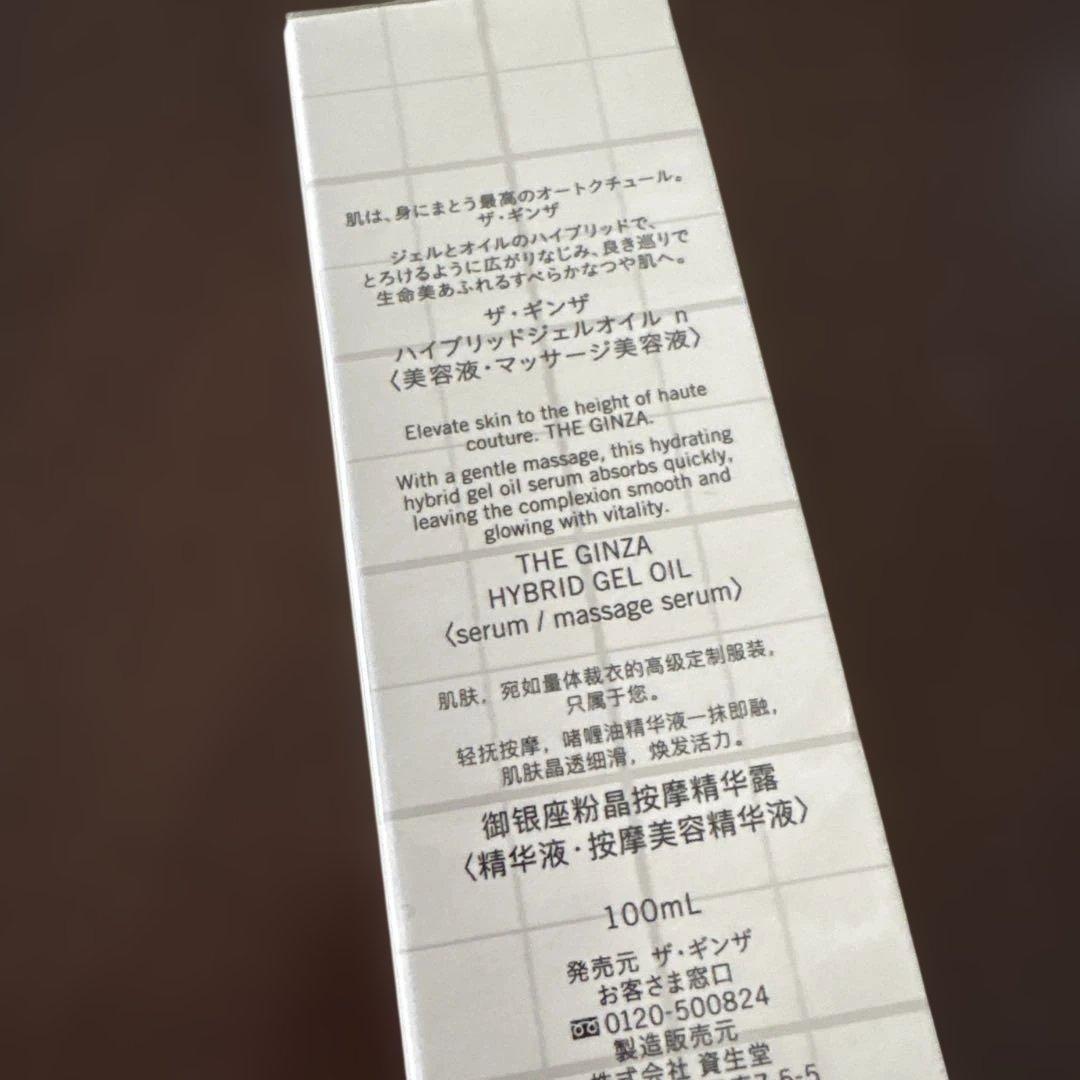 肌は、身にまとう最高のオートクチュール。
ザ・ギンザ
ジェルとオイルのハイブリッドで、
とろけるように広がりなじみ、良き巡りで
生命美あふれるすべらかなつや肌へ。
ザ・ギンザ
ハイブリッドジェルオイル n
〈美容液・マッサージ美容液〉
Elevate skin to the height of haute
couture. THE GINZA.
With a gentle massage, this hydrating
hybrid gel oil serum absorbs quickly,
leaving the complexion smooth and
glowing with vitality.
THE GINZA
HYBRID GEL OIL
〈serum / massage serum〉
肌肤，宛如量体裁衣的高级定制服装，
只属于您。
轻抚按摩，啫喱油精华液一抹即融，
肌肤晶透细滑，焕发活力。
御银座粉晶按摩精华露
〈精华液·按摩美容精华液〉
100mL
発売元 ザ・ギンザ
お客さま窓口
0120-500824
製造販売元
株式会社 資生堂
7-5-5